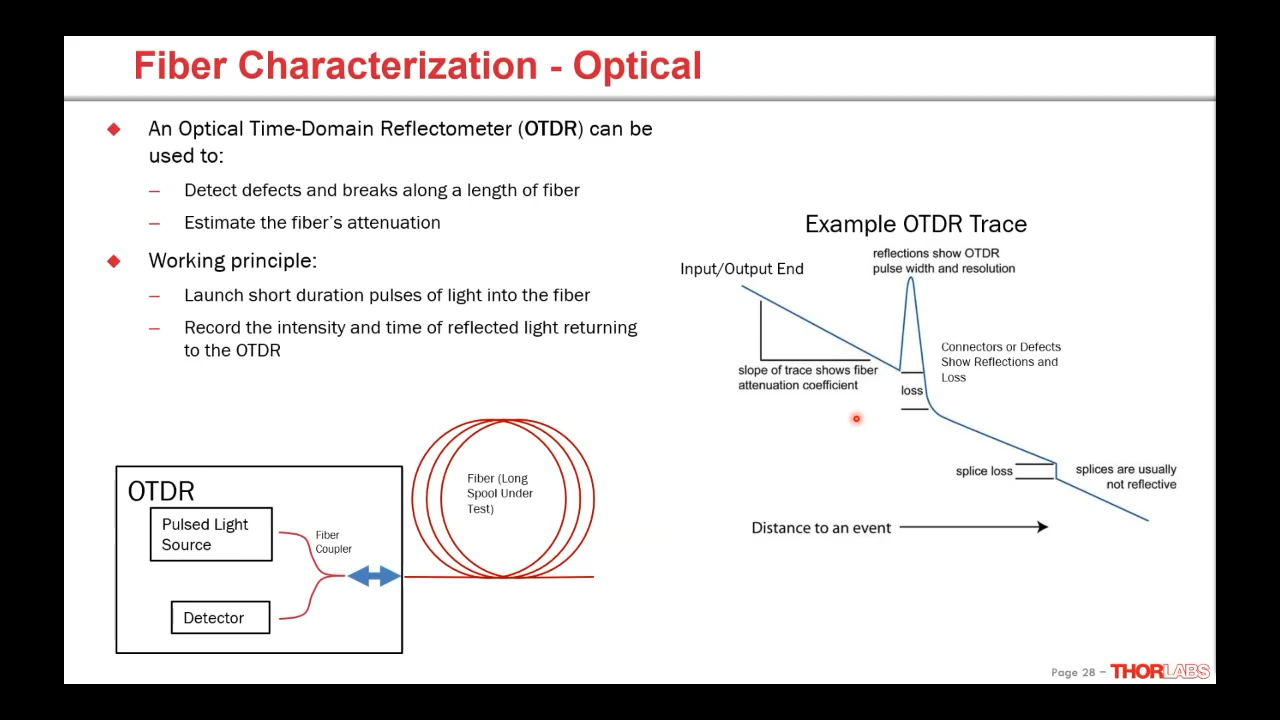 Fiber Characterization - Optical
An Optical Time-Domain Reflectometer (OTDR) can be
used to:
– Detect defects and breaks along a length of fiber
– Estimate the fiber's attenuation
Working principle:
– Launch short duration pulses of light into the fiber
– Record the intensity and time of reflected light returning
to the OTDR
Example OTDR Trace
reflections show OTDR
pulse width and resolution
Input/Output End
Connectors or Defects
Show Reflections and
Loss
slope of trace shows fiber
attenuation coefficient
loss
splice loss
splices are usually
not reflective
Distance to an event
OTDR
Pulsed Light
Source
Fiber
Coupler
Detector
Fiber (Long
Spool Under
Test)
Page 28 – THORLABS